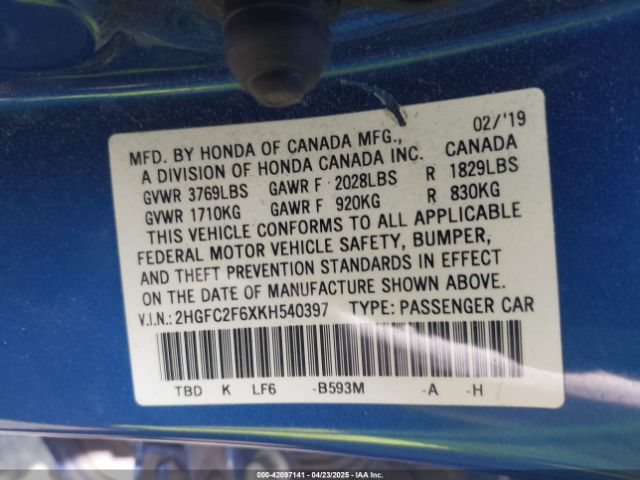 MFD. BY HONDA OF CANADA MFG., 02/'19
A DIVISION OF HONDA CANADA INC. CANADA
GVWR 3769LBS GAWR F 2028LBS R 1829LBS
GVWR 1710KG GAWR F 920KG R 830KG
THIS VEHICLE CONFORMS TO ALL APPLICABLE
FEDERAL MOTOR VEHICLE SAFETY, BUMPER,
AND THEFT PREVENTION STANDARDS IN EFFECT
ON THE DATE OF MANUFACTURE SHOWN ABOVE.
V.I.N.: 2HGFC2F6XKH540397 TYPE: PASSENGER CAR
TBD K LF6 -B593M -A -H
000-42097141 - 04/23/2025 - IAAI.com